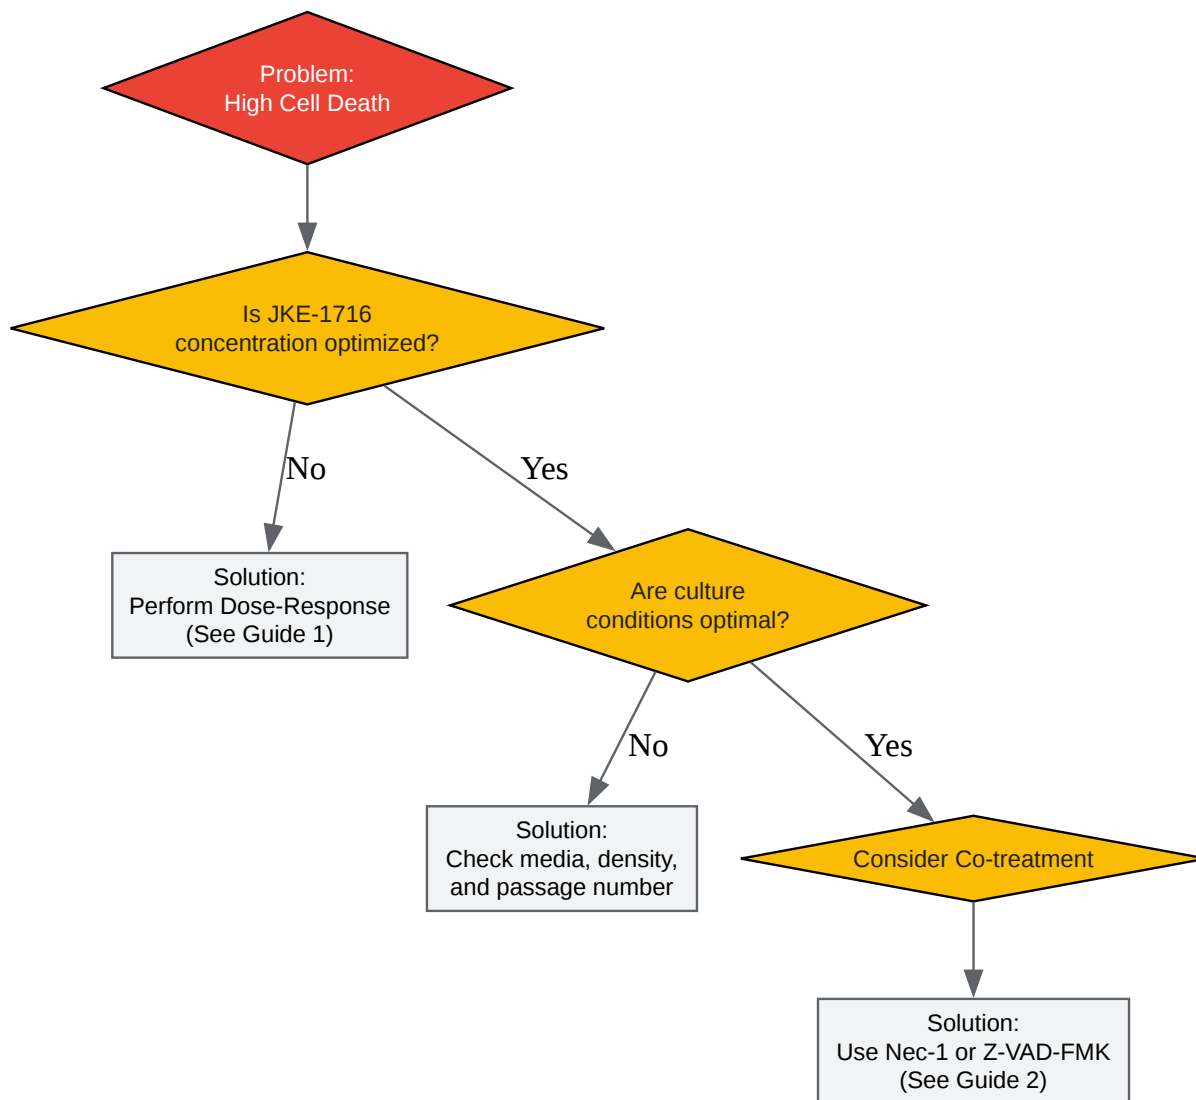 Problem:
High Cell Death
Is JKE-1716
concentration optimized?
No
Yes
Solution:
Perform Dose-Response
(See Guide 1)
Are culture
conditions optimal?
No
Yes
Solution:
Check media, density,
and passage number
Consider Co-treatment
Solution:
Use Nec-1 or Z-VAD-FMK
(See Guide 2)